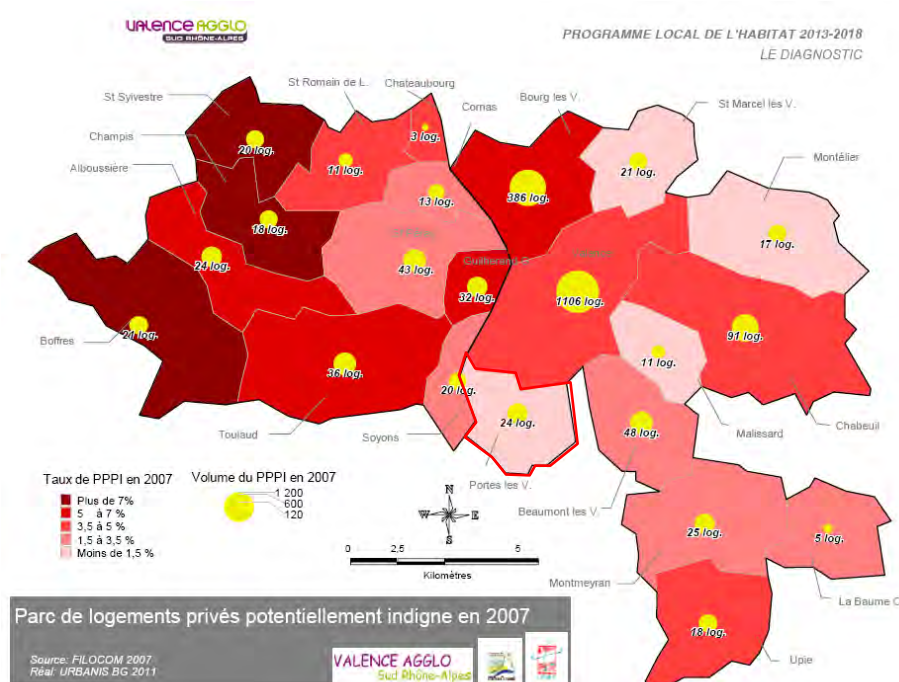 VALENCE AGGLO
SUD RHÔNE-ALPES
PROGRAMME LOCAL DE L'HABITAT 2013-2018
LE DIAGNOSTIC
St Sylvestre
St Romain de L.
Chateaubourg
Cornas
Bourg les V.
St Marcel lès V.
Champis
Alboussière
Montélier
20 log.
11 log.
3 log.
386 log.
21 log.
18 log.
13 log.
17 log.
24 log.
43 log.
Guilherand
32 log.
1106 log.
Boffres
21 log.
91 log.
36 log.
20 log.
11 log.
Toulaud
Soyons
24 log.
48 log.
Malissard
Chabeuil
Portes les V.
Beaumont les V.
25 log.
5 log.
Montmeyran
La Baume C
18 log.
Upie
Taux de PPPI en 2007
Plus de 7%
5 à 7 %
3,5 à 5 %
1,5 à 3,5 %
Moins de 1,5 %
Volume du PPPI en 2007
1 200
600
120
N
W E
S
0 2,5 5
Kilomètres
Parc de logements privés potentiellement indigne en 2007
Source: FILOCOM 2007
Réal: URBANIS BG 2011
VALENCE AGGLO
Sud Rhône-Alpes